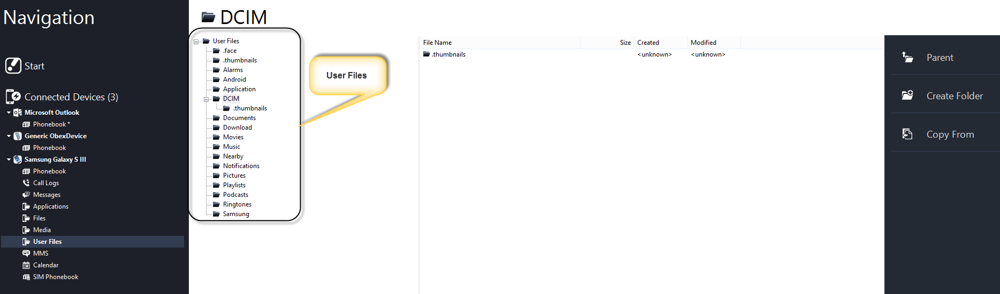 Navigation
Start
Connected Devices (3)
Microsoft Outlook
Phonebook *
Generic ObexDevice
Phonebook
Samsung Galaxy S III
Phonebook
Call Logs
Messages
Applications
Files
Media
User Files
MMS
Calendar
SIM Phonebook
DCIM
User Files
.face
.thumbnails
Alarms
Android
Application
DCIM
.thumbnails
Documents
Download
Movies
Music
Nearby
Notifications
Pictures
Playlists
Podcasts
Ringtones
Samsung
User Files
File Name Size Created Modified
.thumbnails <unknown> <unknown>
Parent
Create Folder
Copy From